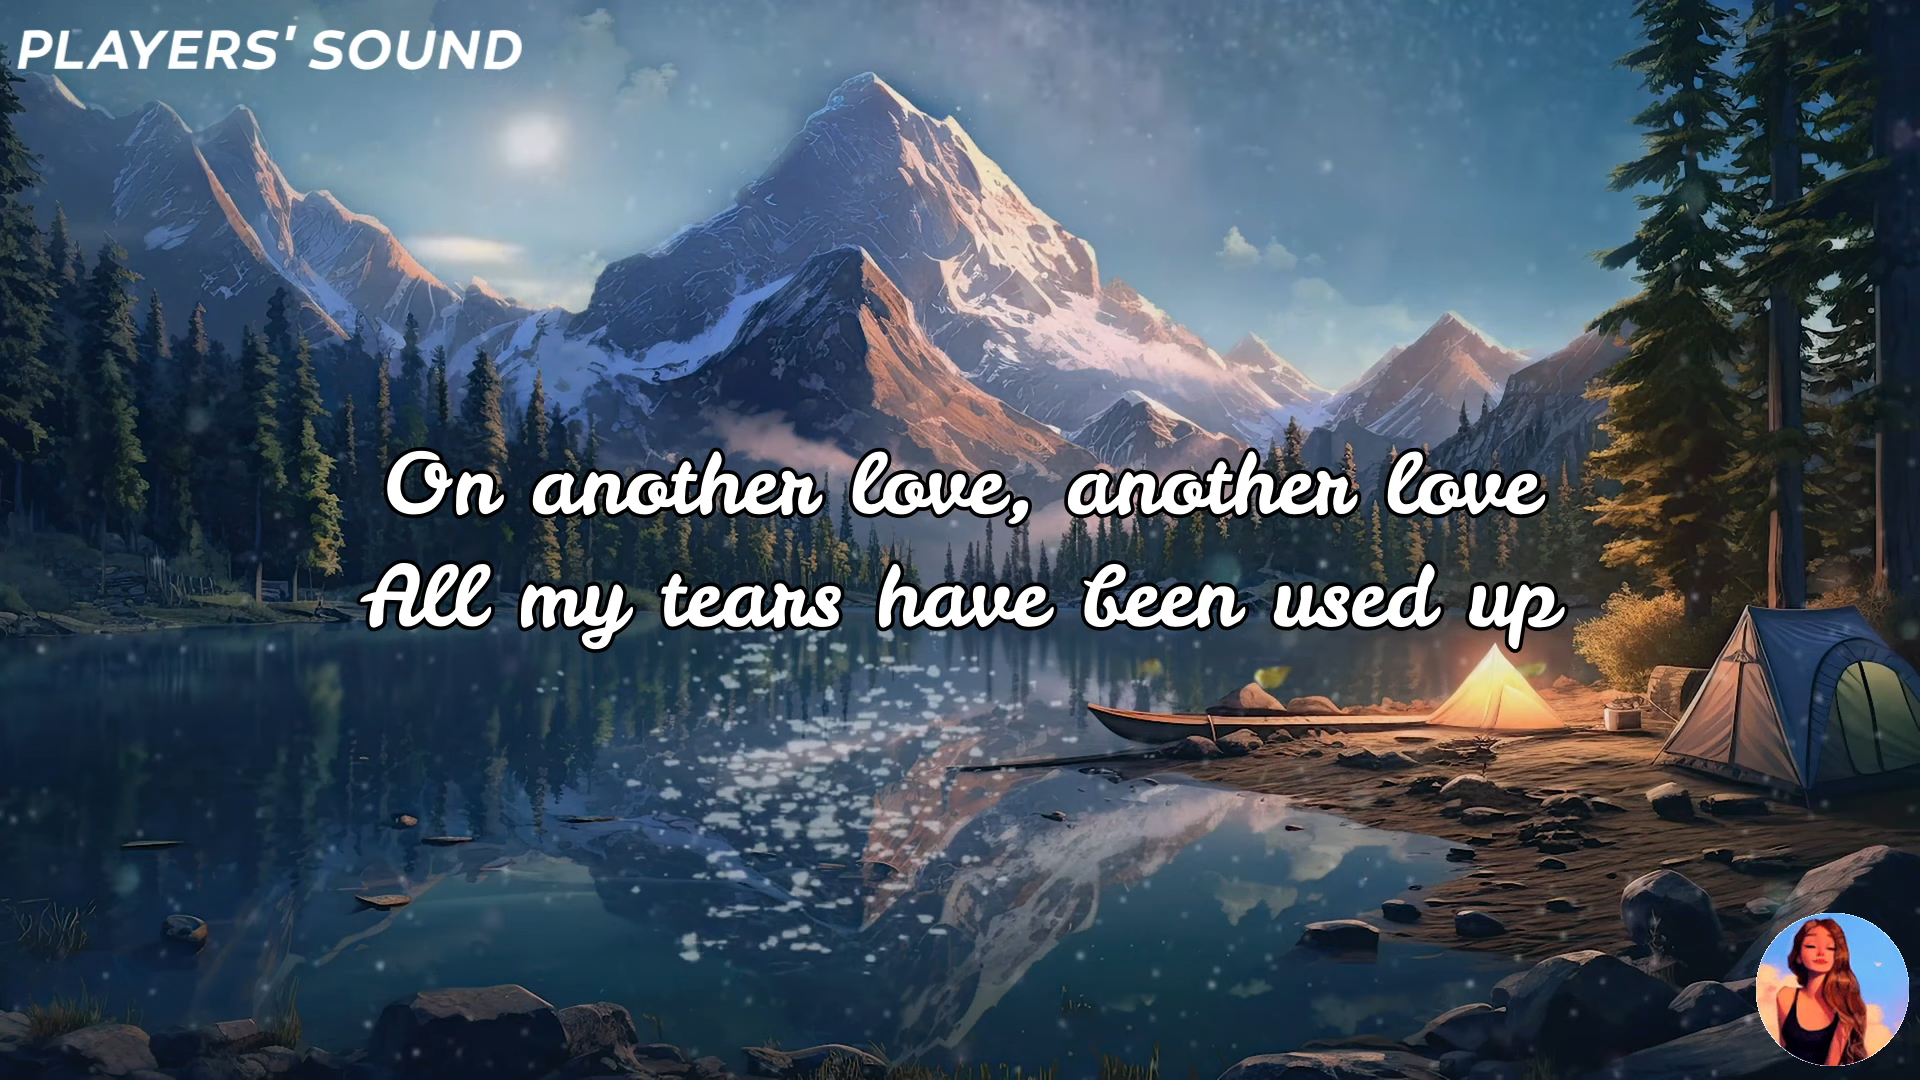 PLAYERS' SOUND
On another love, another love
All my tears have been used up